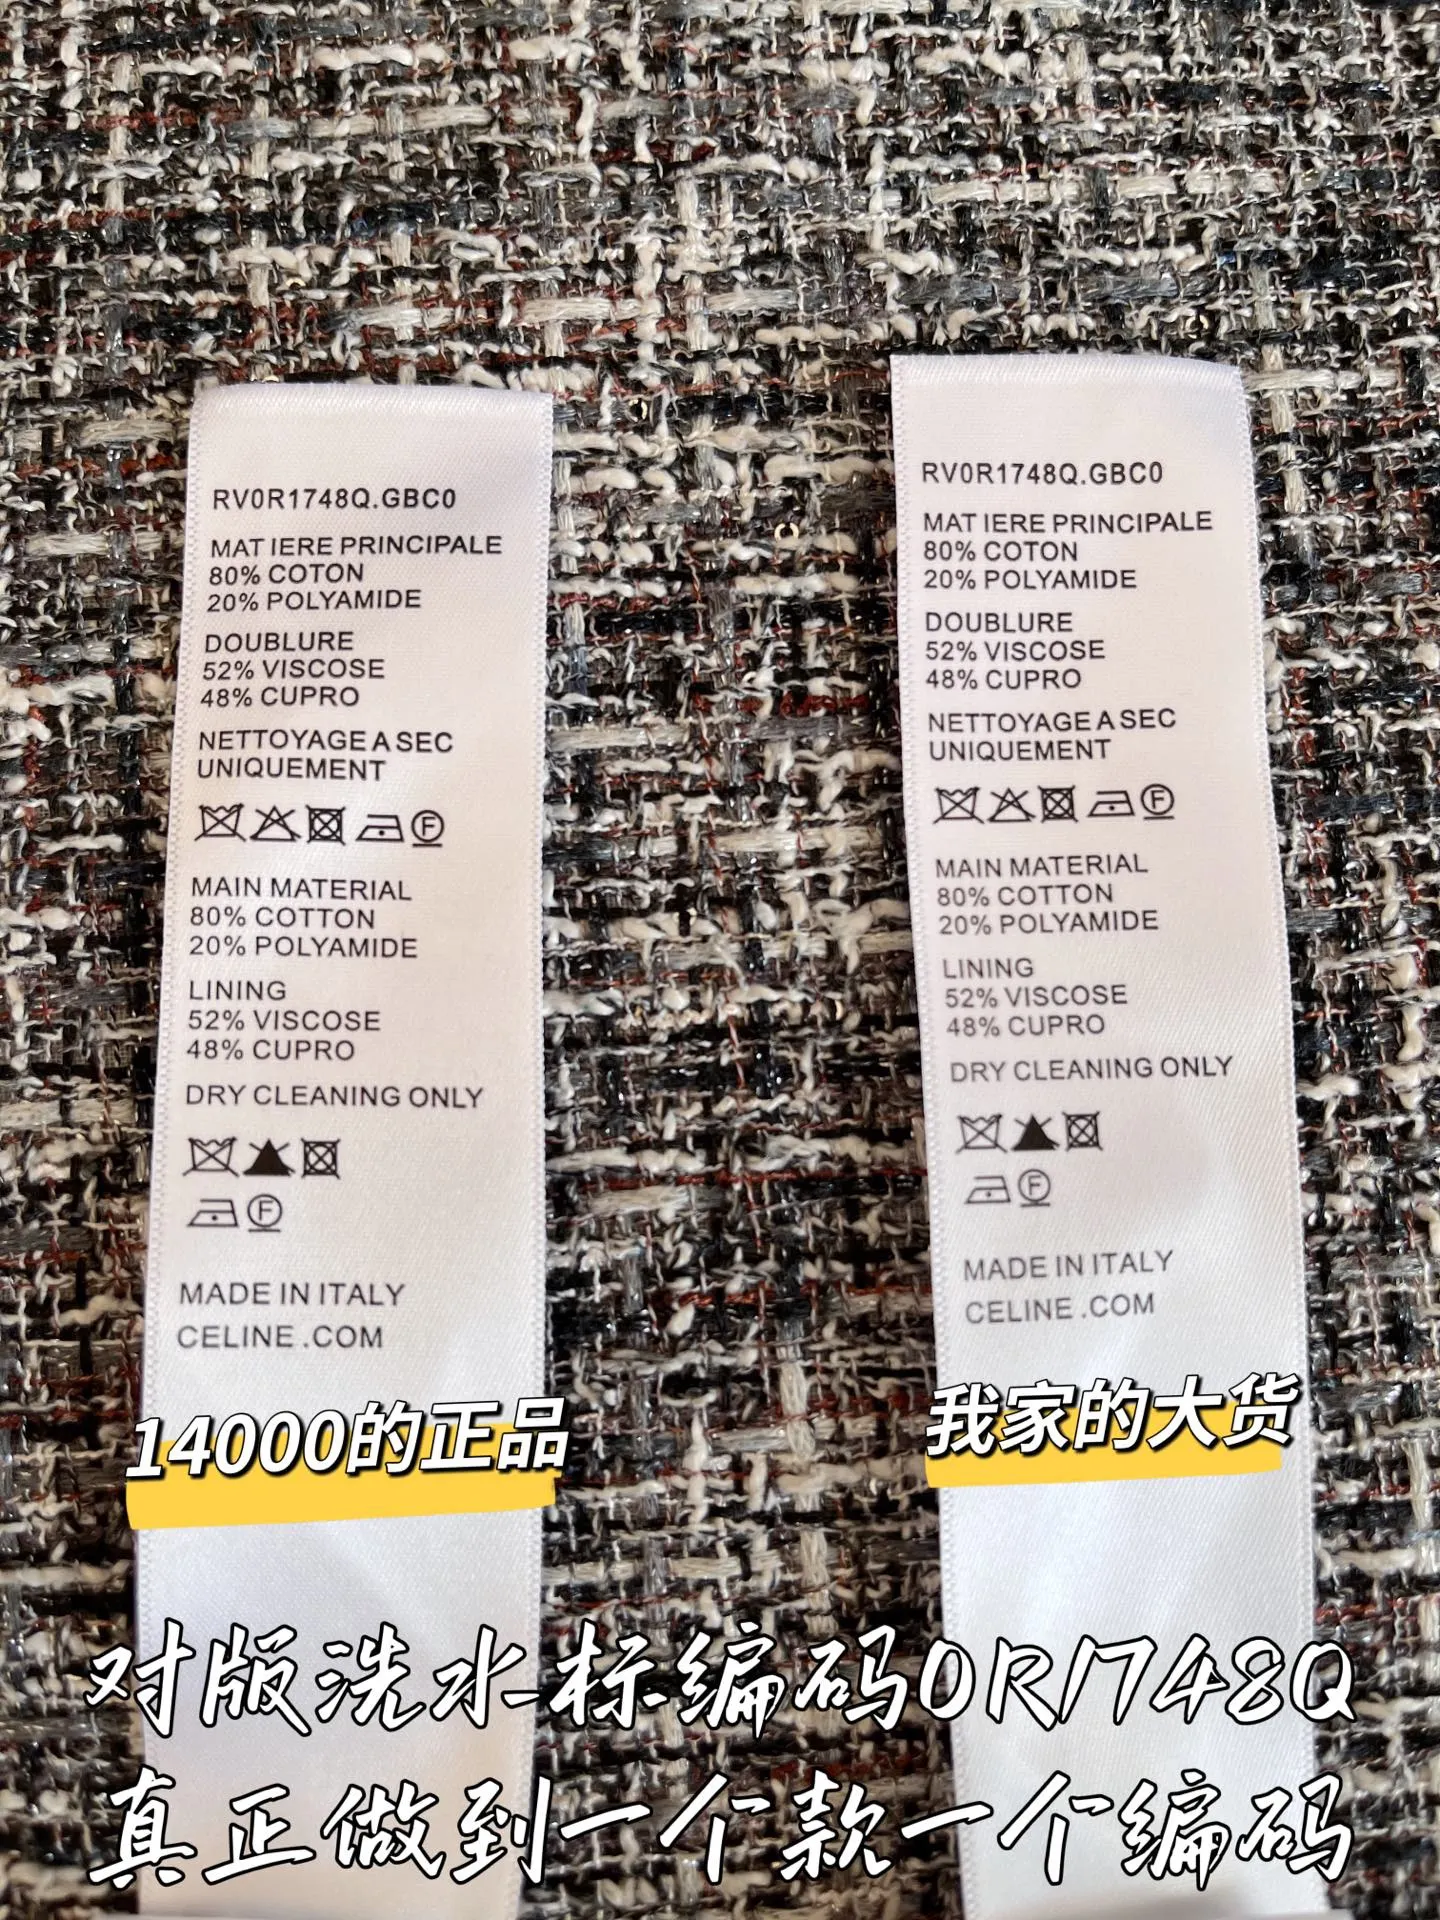 RV0R1748Q.GBC0
MAT IERE PRINCIPALE
80% COTON
20% POLYAMIDE
DOUBLURE
52% VISCOSE
48% CUPRO
NETTOYAGE A SEC
UNIQUEMENT
F
MAIN MATERIAL
80% COTTON
20% POLYAMIDE
LINING
52% VISCOSE
48% CUPRO
DRY CLEANING ONLY
F
MADE IN ITALY
CELINE .COM
14000的正品
RV0R1748Q.GBC0
MAT IERE PRINCIPALE
80% COTON
20% POLYAMIDE
DOUBLURE
52% VISCOSE
48% CUPRO
NETTOYAGE A SEC
UNIQUEMENT
F
MAIN MATERIAL
80% COTTON
20% POLYAMIDE
LINING
52% VISCOSE
48% CUPRO
DRY CLEANING ONLY
F
MADE IN ITALY
CELINE .COM
我家的大货
对版洗水标编码0R1748Q
真正做到一个款一个编码